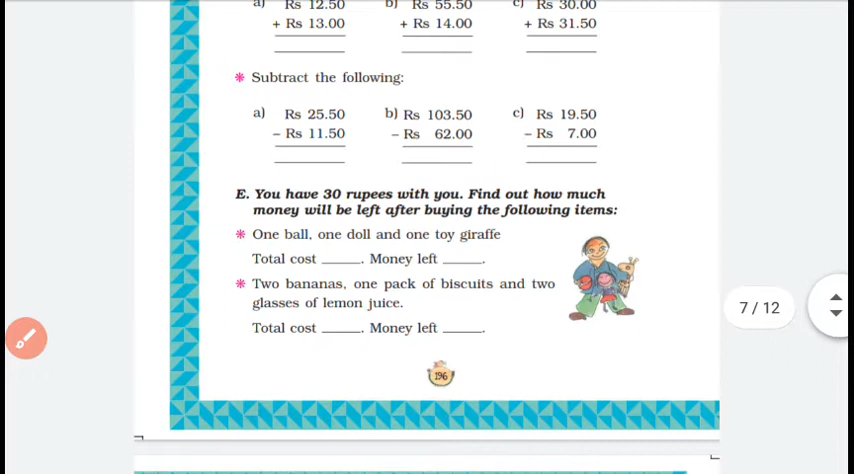 a) Rs 12.50 b) Rs 55.50 c) Rs 30.00
+ Rs 13.00 + Rs 14.00 + Rs 31.50
* Subtract the following:
a) Rs 25.50 b) Rs 103.50 c) Rs 19.50
– Rs 11.50 – Rs 62.00 – Rs 7.00
E. You have 30 rupees with you. Find out how much
money will be left after buying the following items:
* One ball, one doll and one toy giraffe
Total cost _____. Money left _____.
* Two bananas, one pack of biscuits and two
glasses of lemon juice.
Total cost _____. Money left _____.
7 / 12
196